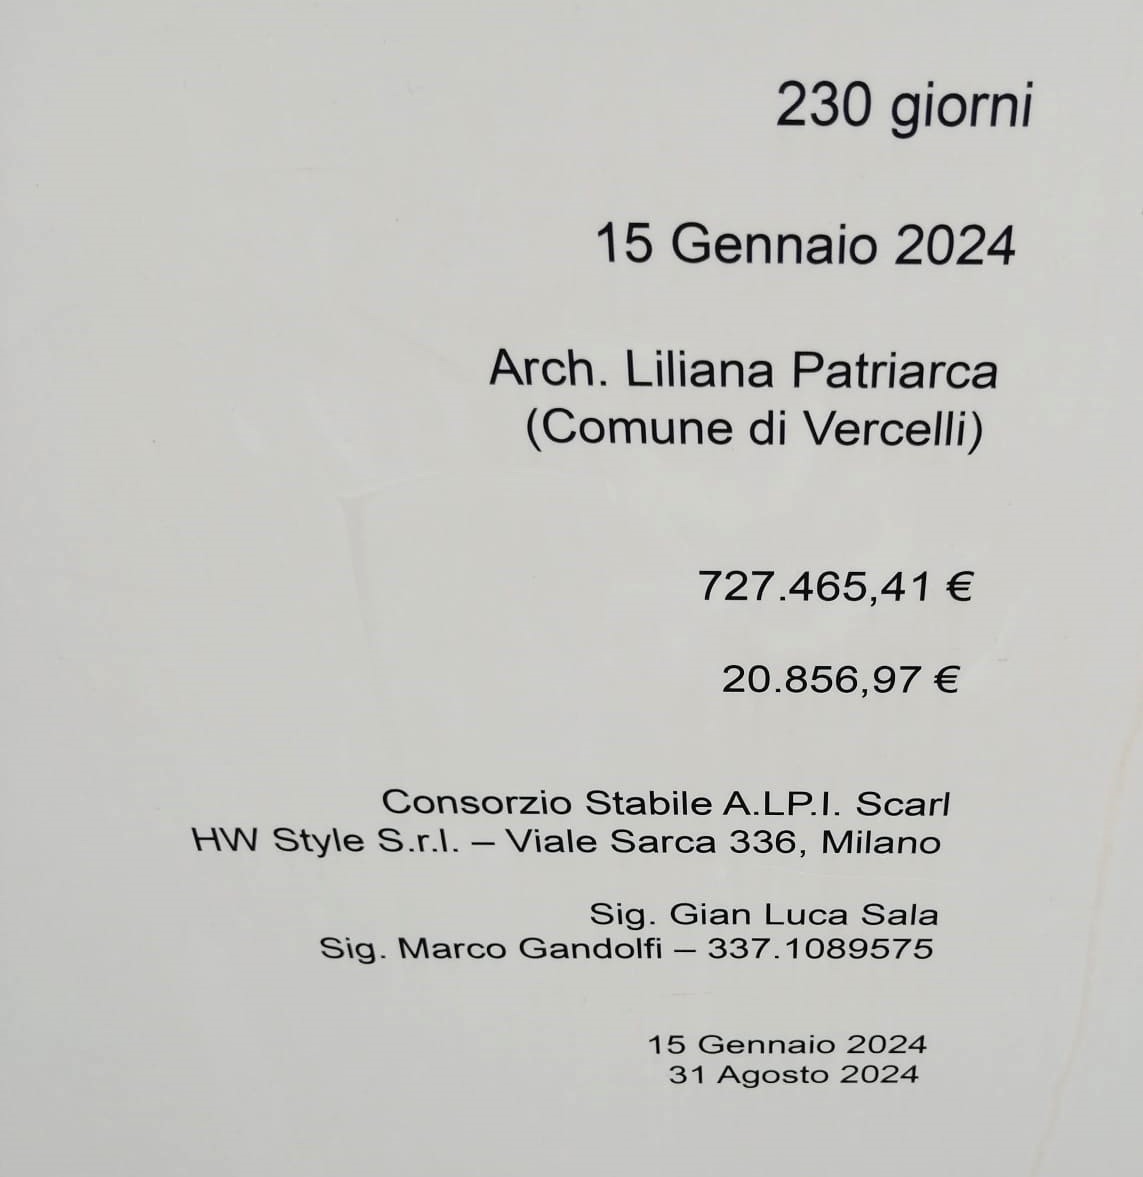 230 giorni
15 Gennaio 2024
Arch. Liliana Patriarca
(Comune di Vercelli)
727.465,41 €
20.856,97 €
Consorzio Stabile A.LP.I. Scarl
HW Style S.r.l. – Viale Sarca 336, Milano
Sig. Gian Luca Sala
Sig. Marco Gandolfi – 337.1089575
15 Gennaio 2024
31 Agosto 2024